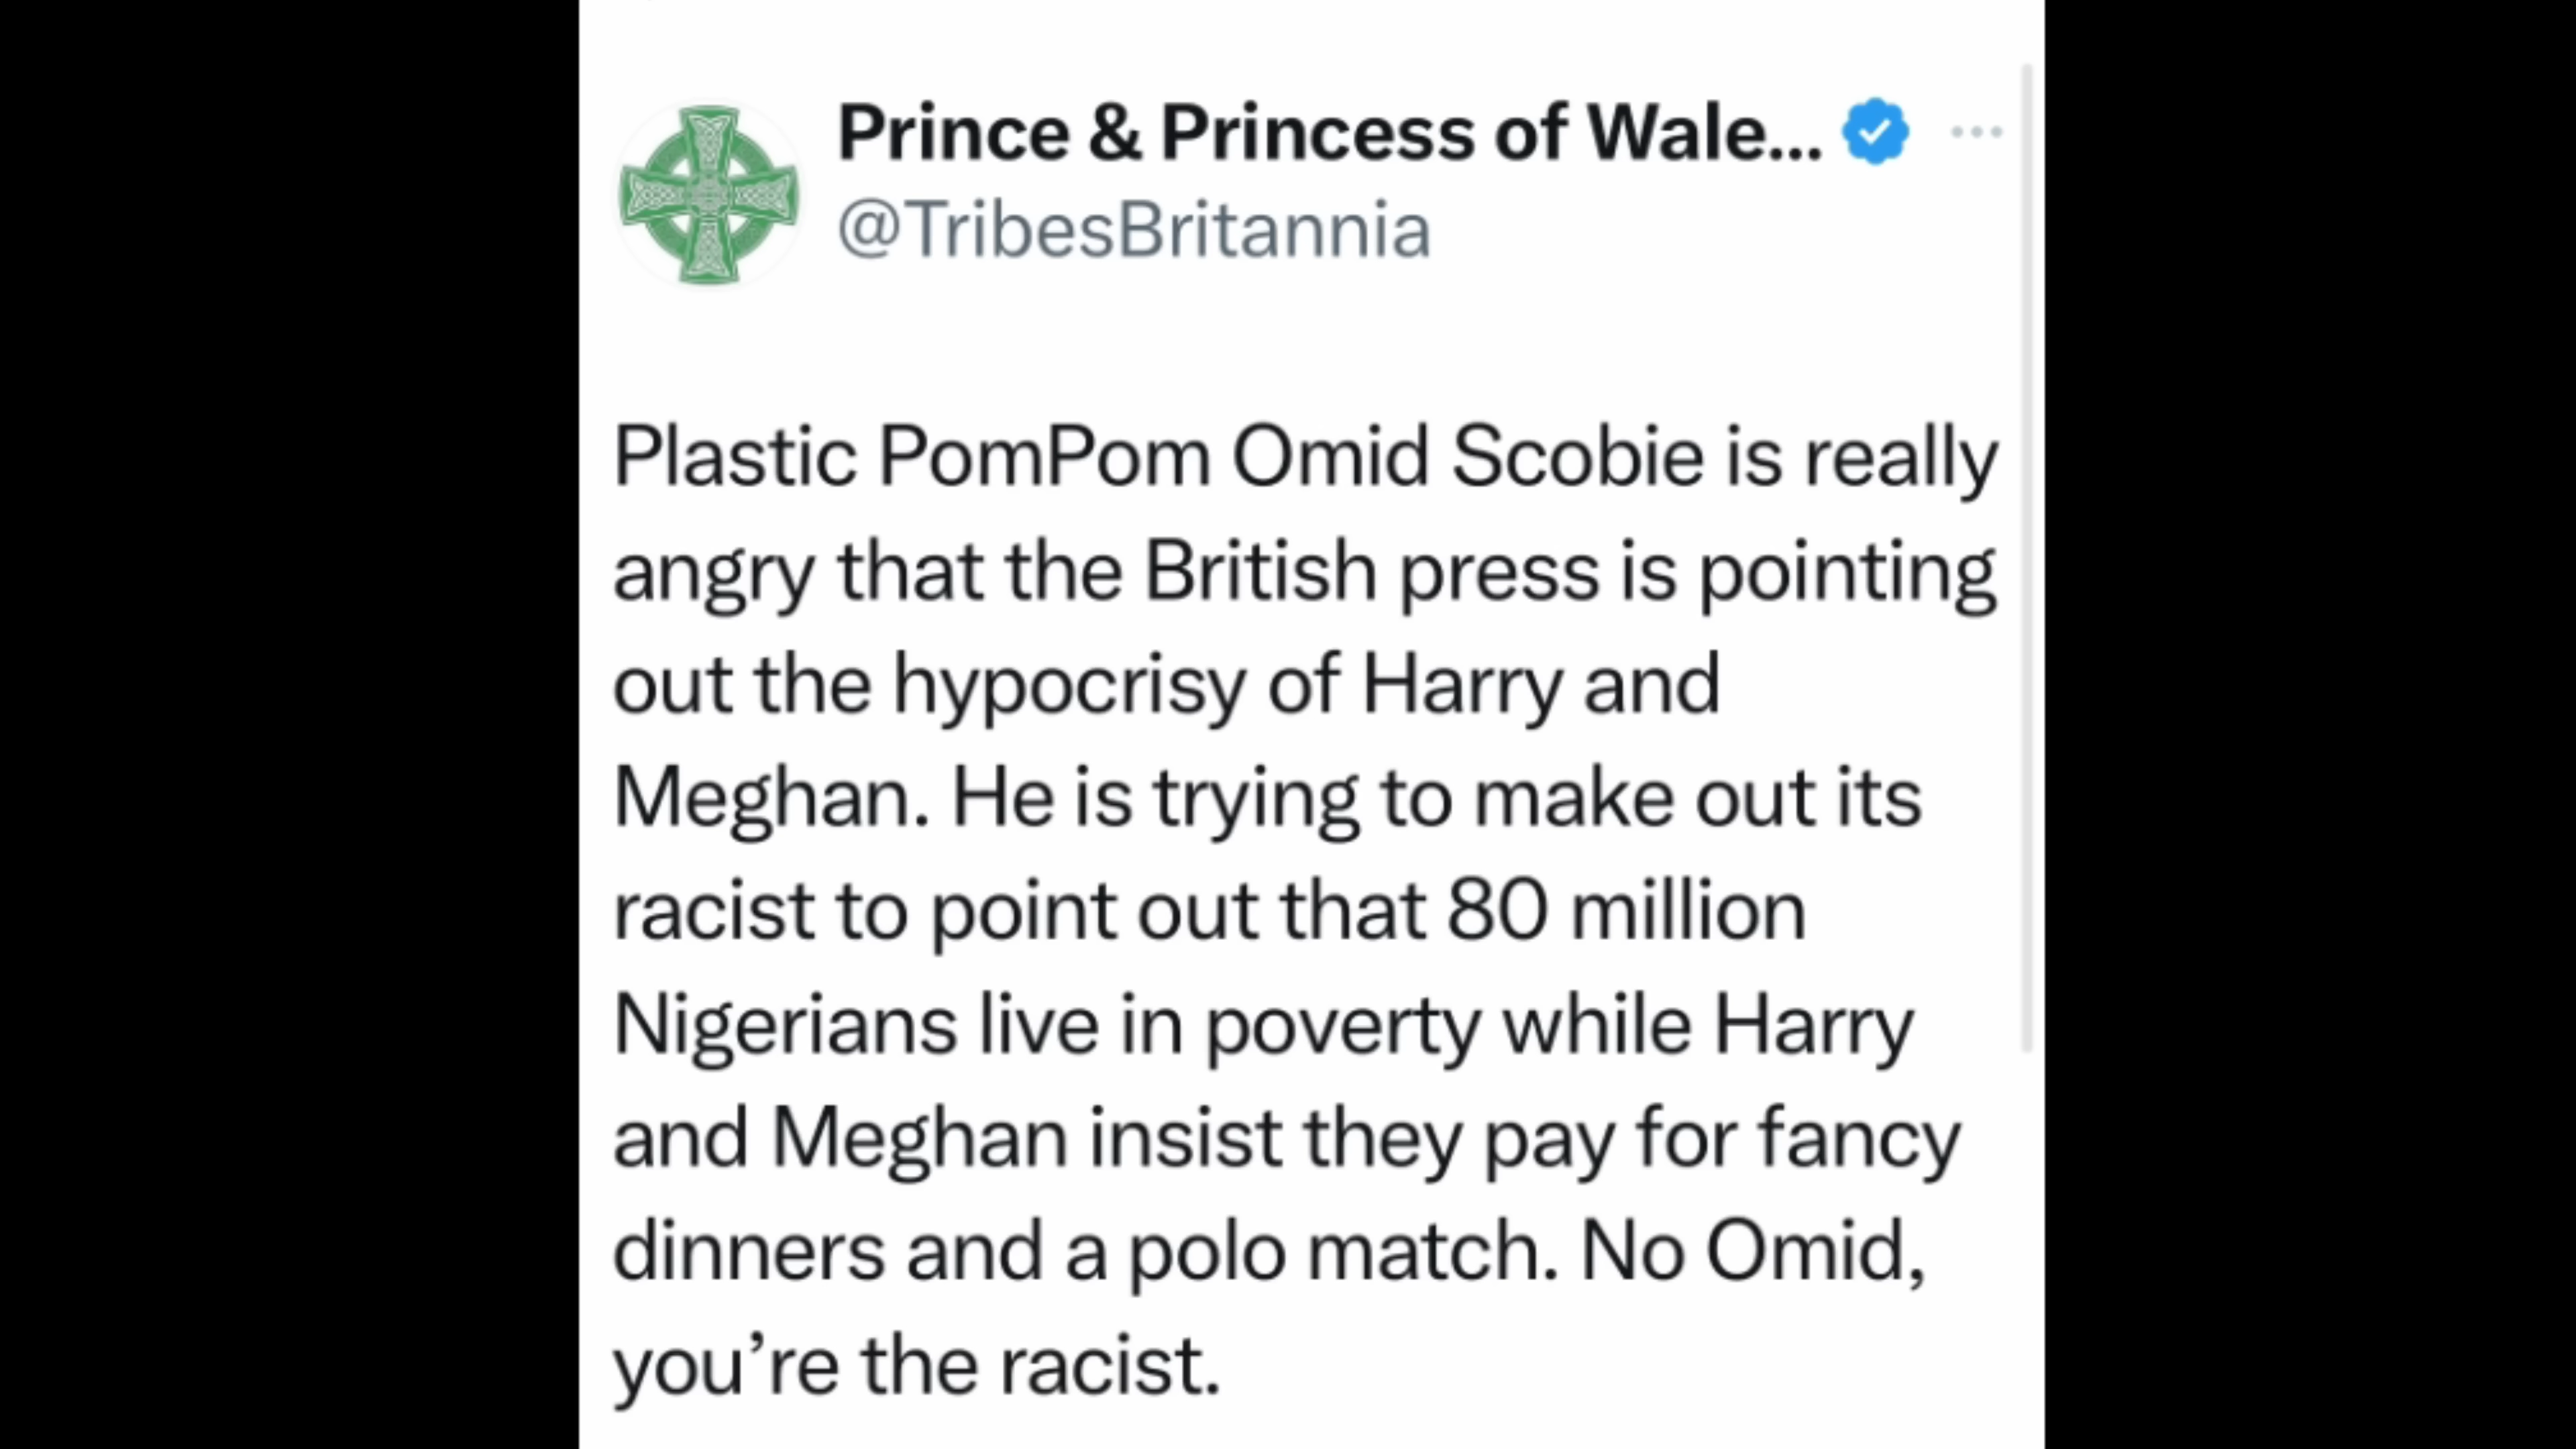 Prince & Princess of Wale...
@TribesBritannia
Plastic PomPom Omid Scobie is really
angry that the British press is pointing
out the hypocrisy of Harry and
Meghan. He is trying to make out its
racist to point out that 80 million
Nigerians live in poverty while Harry
and Meghan insist they pay for fancy
dinners and a polo match. No Omid,
you’re the racist.